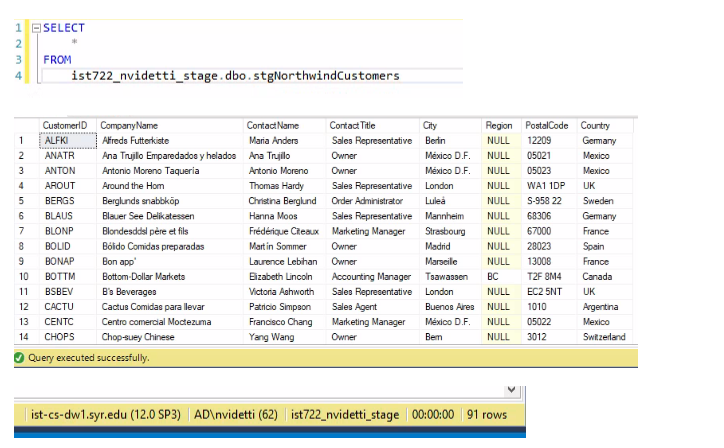 1 SELECT
2 *
3 FROM
4 ist722_nvidetti_stage.dbo.stgNorthwindCustomers
CustomerID CompanyName ContactName ContactTitle City Region PostalCode Country
1 ALFKI Alfreds Futterkiste Maria Anders Sales Representative Berlin NULL 12209 Germany
2 ANATR Ana Trujillo Emparedados y helados Ana Trujillo Owner México D.F. NULL 05021 Mexico
3 ANTON Antonio Moreno Taquería Antonio Moreno Owner México D.F. NULL 05023 Mexico
4 AROUT Around the Horn Thomas Hardy Sales Representative London NULL WA1 1DP UK
5 BERGS Berglunds snabbköp Christina Berglund Order Administrator Luleå NULL S-958 22 Sweden
6 BLAUS Blauer See Delikatessen Hanna Moos Sales Representative Mannheim NULL 68306 Germany
7 BLONP Blondesddsl père et fils Frédérique Citeaux Marketing Manager Strasbourg NULL 67000 France
8 BOLID Bólido Comidas preparadas Martín Sommer Owner Madrid NULL 28023 Spain
9 BONAP Bon app' Laurence Lebihan Owner Marseille NULL 13008 France
10 BOTTM Bottom-Dollar Markets Elizabeth Lincoln Accounting Manager Tsawassen BC T2F 8M4 Canada
11 BSBEV B's Beverages Victoria Ashworth Sales Representative London NULL EC2 5NT UK
12 CACTU Cactus Comidas para llevar Patricio Simpson Sales Agent Buenos Aires NULL 1010 Argentina
13 CENTC Centro comercial Moctezuma Francisco Chang Marketing Manager México D.F. NULL 05022 Mexico
14 CHOPS Chop-suey Chinese Yang Wang Owner Bern NULL 3012 Switzerland
Query executed successfully.
ist-cs-dw1.syr.edu (12.0 SP3) AD\nvidetti (62) ist722_nvidetti_stage 00:00:00 91 rows